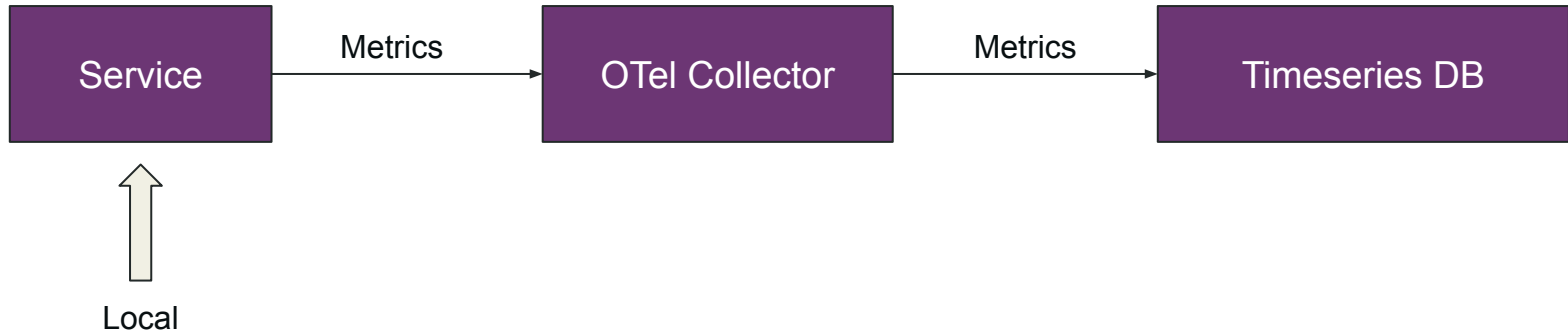 Metrics
Metrics
Service
OTel Collector
Timeseries DB
Local